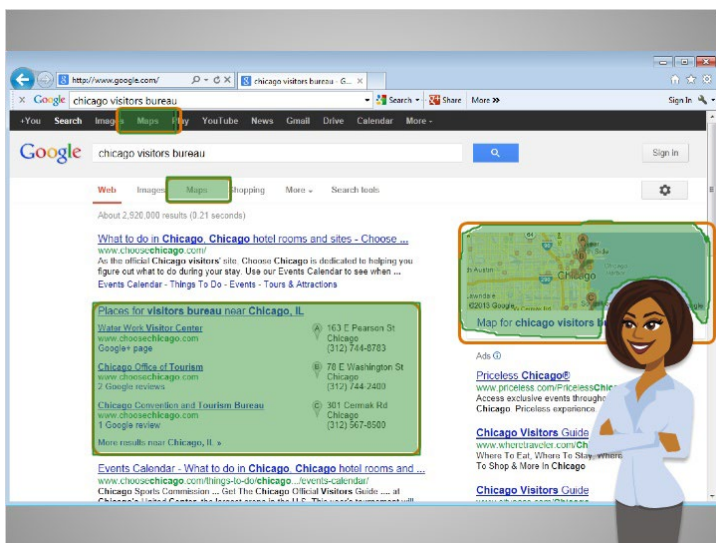 http://www.google.com/
chicago visitors bureau - G...
Google chicago visitors bureau Search Share More >> Sign In
+You Search Images Maps Play YouTube News Gmail Drive Calendar More -
Google chicago visitors bureau Sign in
Web Images Maps Shopping More Search tools
About 2,920,000 results (0.21 seconds)
What to do in Chicago, Chicago hotel rooms and sites - Choose ...
www.choosechicago.com/
As the official Chicago visitors' site, Choose Chicago is dedicated to helping you
figure out what to do during your stay. Use our Events Calendar to see when ...
Events Calendar - Things To Do - Events - Tours & Attractions
Places for visitors bureau near Chicago, IL
Water Work Visitor Center
www.choosechicago.com
Google+ page
A 163 E Pearson St
Chicago
(312) 744-8783
Chicago Office of Tourism
www.choosechicago.com
2 Google reviews
B 78 E Washington St
Chicago
(312) 744-2400
Chicago Convention and Tourism Bureau
www.choosechicago.com
1 Google review
C 301 Cermak Rd
Chicago
(312) 567-8500
More results near Chicago, IL »
Events Calendar - What to do in Chicago, Chicago hotel rooms and ...
www.choosechicago.com/things-to-do/chicago.../events-calendar/
Chicago Sports Commission ... Get The Chicago Official Visitors Guide .... at
Chicago
©2013 Google
Map for chicago visitors b
Ads
Priceless Chicago®
www.priceless.com/PricelessChic
Access exclusive events througho
Chicago Priceless experience
Chicago Visitors Guide
www.wheretraveler.com/Ch
Where To Eat, Where To Stay, Where
To Shop & More In Chicago
Chicago Visitors Guide